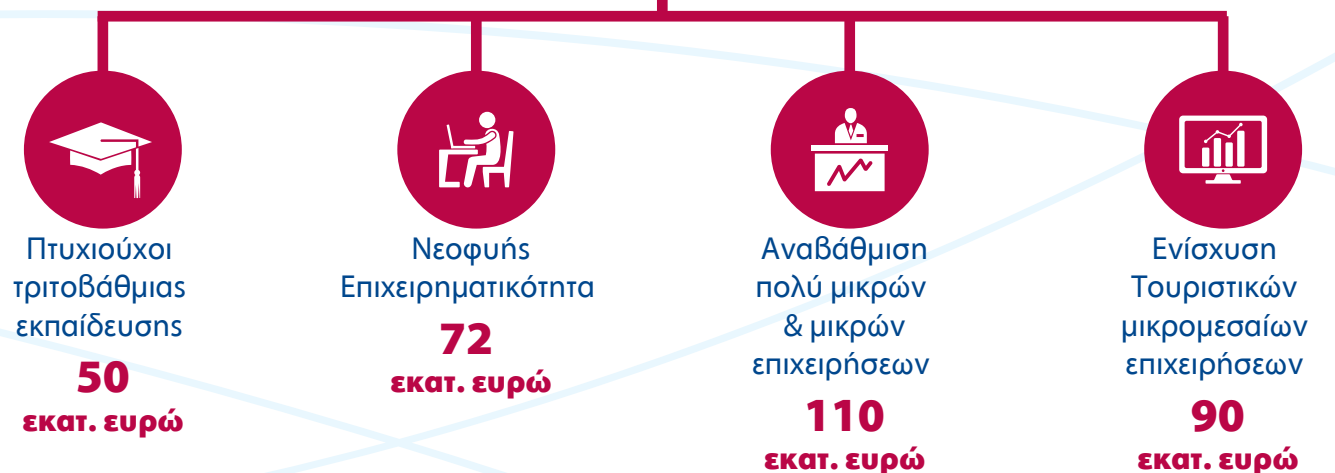 Πτυχιούχοι
τριτοβάθμιας
εκπαίδευσης
50
εκατ. ευρώ
Νεοφυής
Επιχειρηματικότητα
72
εκατ. ευρώ
Αναβάθμιση
πολύ μικρών
& μικρών
επιχειρήσεων
110
εκατ. ευρώ
Ενίσχυση
Τουριστικών
μικρομεσαίων
επιχειρήσεων
90
εκατ. ευρώ